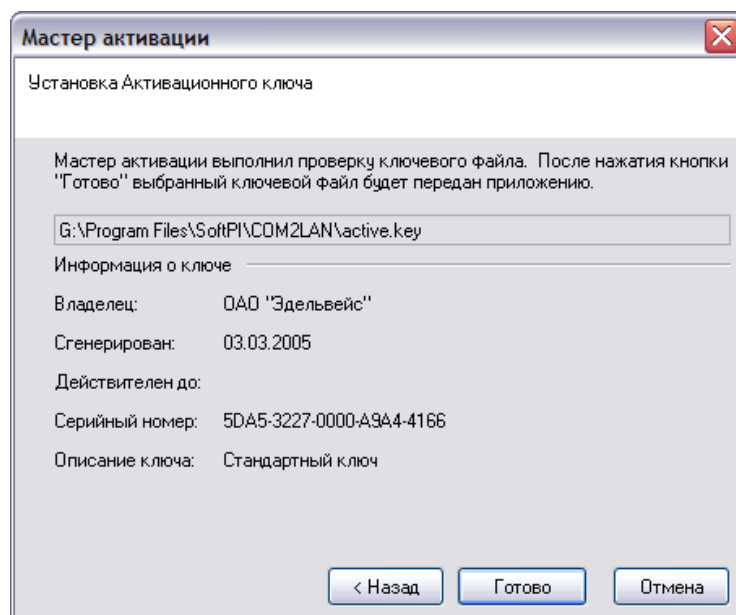 Мастер активации
Установка Активационного ключа
Мастер активации выполнил проверку ключевого файла. После нажатия кнопки
"Готово" выбранный ключевой файл будет передан приложению.
G:\Program Files\SoftPI\COM2LAN\active.key
Информация о ключе
Владелец: ОАО "Эдельвейс"
Сгенерирован: 03.03.2005
Действителен до:
Серийный номер: 5DA5-3227-0000-A9A4-4166
Описание ключа: Стандартный ключ
< Назад Готово Отмена